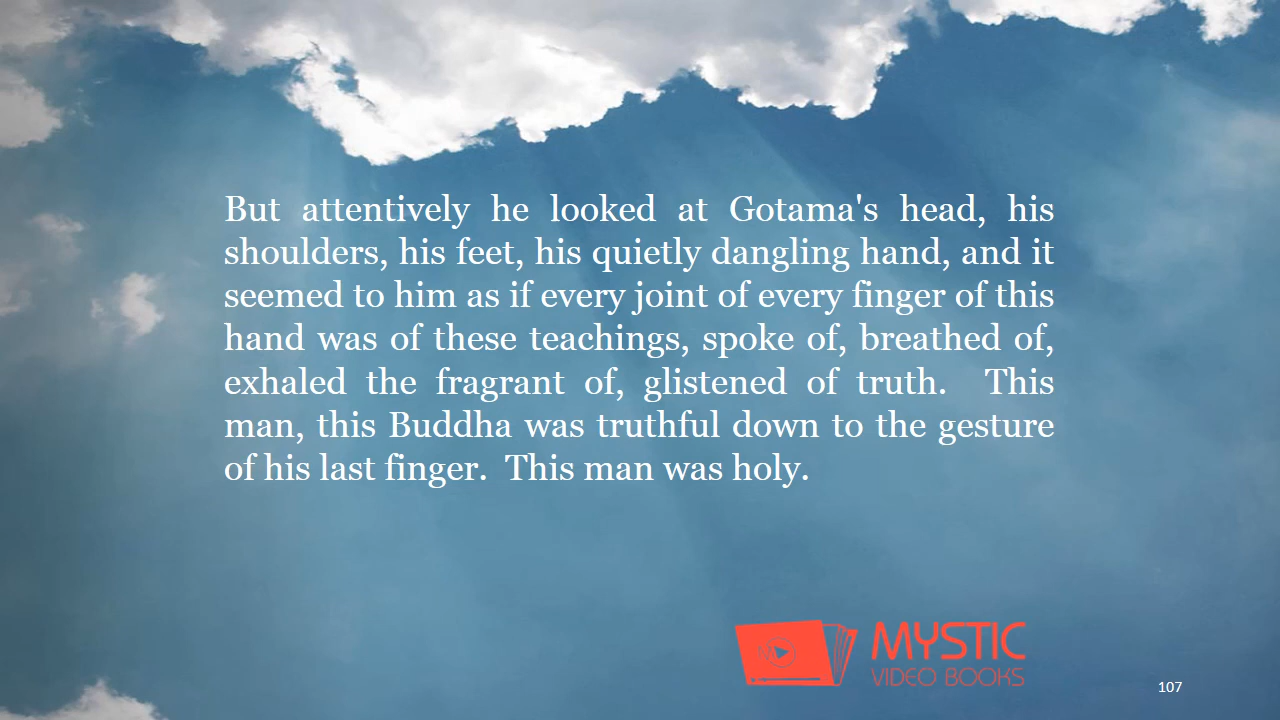 But attentively he looked at Gotama's head, his
shoulders, his feet, his quietly dangling hand, and it
seemed to him as if every joint of every finger of this
hand was of these teachings, spoke of, breathed of,
exhaled the fragrant of, glistened of truth.  This
man, this Buddha was truthful down to the gesture
of his last finger.  This man was holy.
MYSTIC
VIDEO BOOKS
107